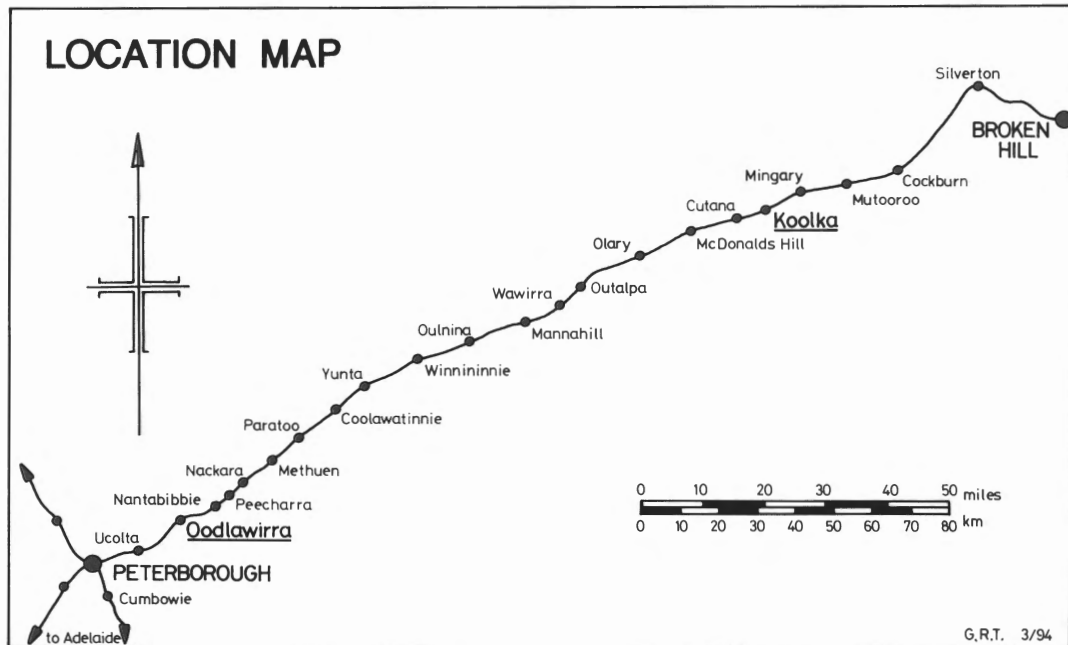 LOCATION MAP
Silverton
BROKEN
HILL
Cockburn
Mingary
Mutooroo
Cutana
Koolka
McDonalds Hill
Olary
Outalpa
Wawirra
Mannahill
Oulnina
Winnininnie
Yunta
Coolawatinnie
Paratoo
Methuen
Nackara
Peecharra
Nantabibbie
Oodlawirra
Ucolta
PETERBOROUGH
Cumbowie
to Adelaide
0 10 20 30 40 50 miles
0 10 20 30 40 50 60 70 80 km
G.R.T. 3/94